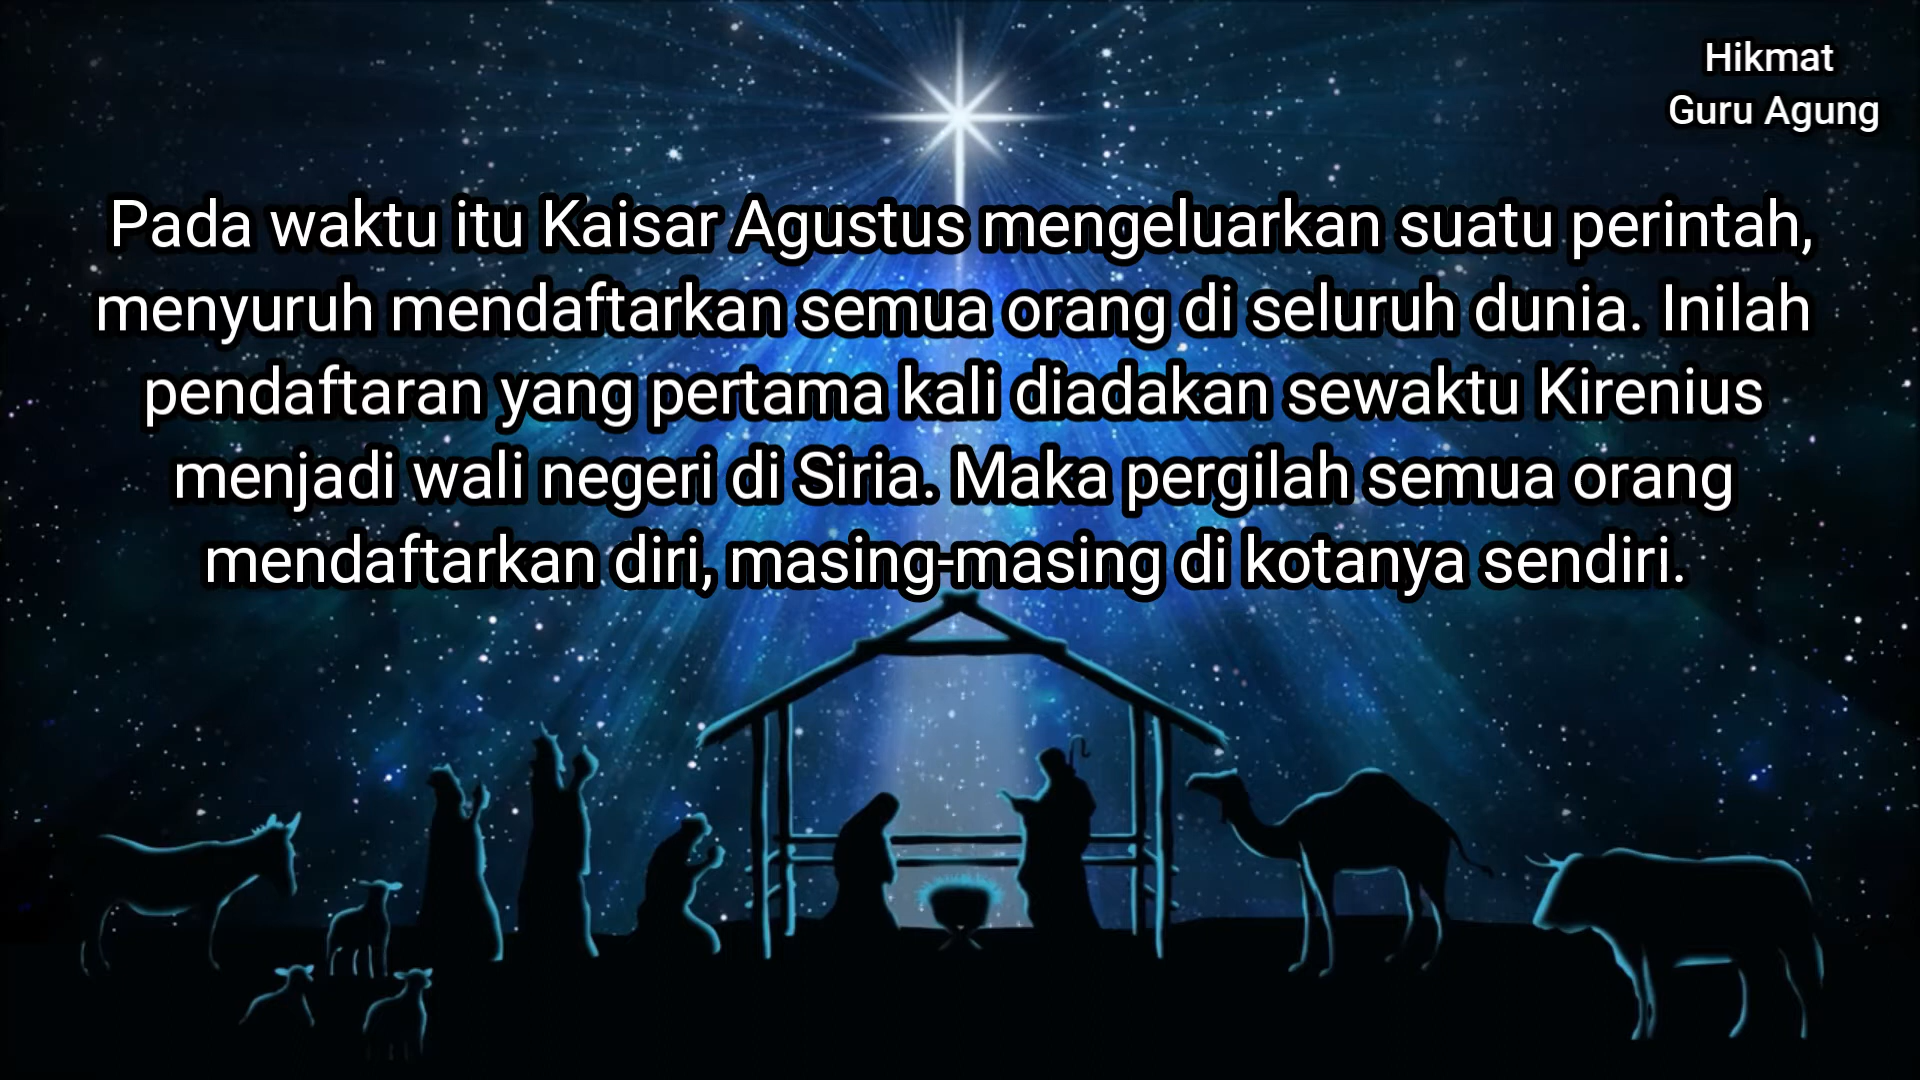 Hikmat
Guru Agung
Pada waktu itu Kaisar Agustus mengeluarkan suatu perintah,
menyuruh mendaftarkan semua orang di seluruh dunia. Inilah
pendaftaran yang pertama kali diadakan sewaktu Kirenius
menjadi wali negeri di Siria. Maka pergilah semua orang
mendaftarkan diri, masing-masing di kotanya sendiri.